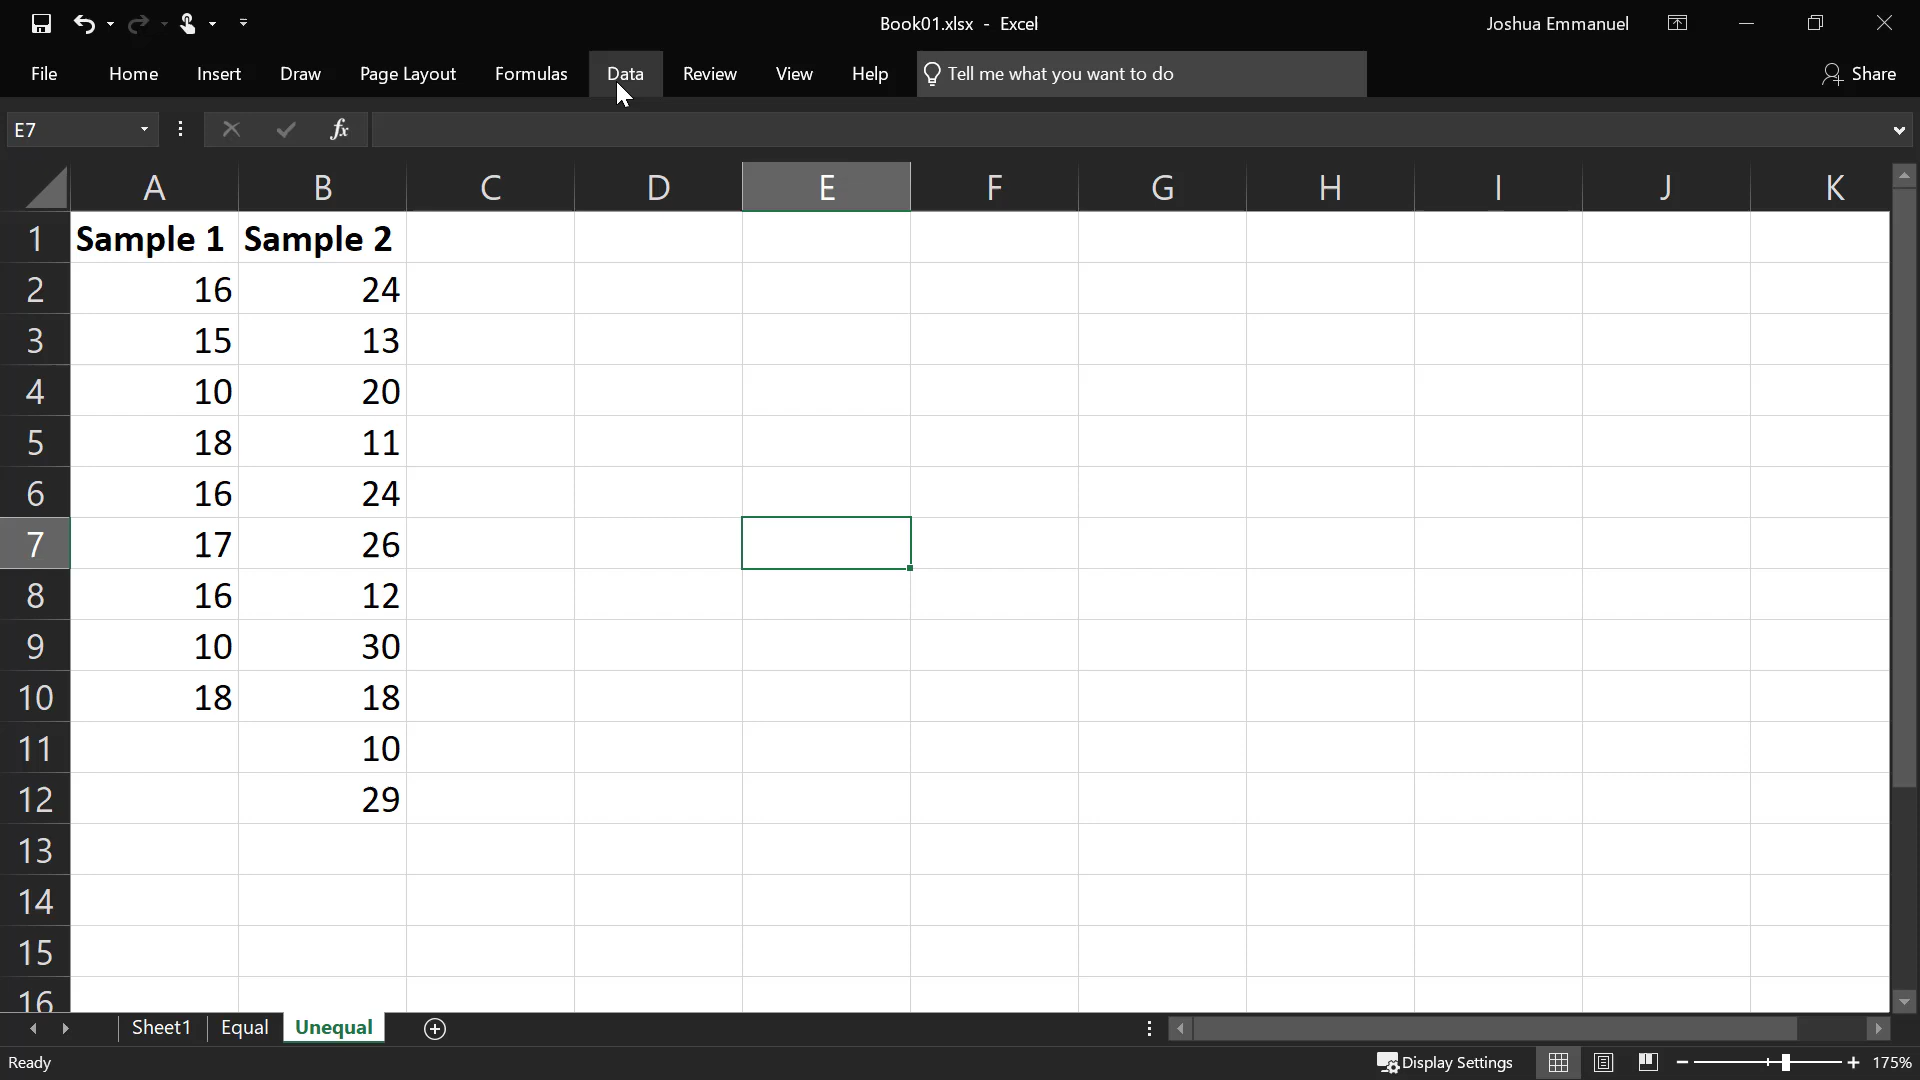 Book01.xlsx - Excel
Joshua Emmanuel
File Home Insert Draw Page Layout Formulas Data Review View Help Tell me what you want to do Share
E7 fx
A B C D E F G H I J K
1 Sample 1 Sample 2
2 16 24
3 15 13
4 10 20
5 18 11
6 16 24
7 17 26
8 16 12
9 10 30
10 18 18
11 10
12 29
13
14
15
16
Sheet1 Equal Unequal
Ready Display Settings 175%